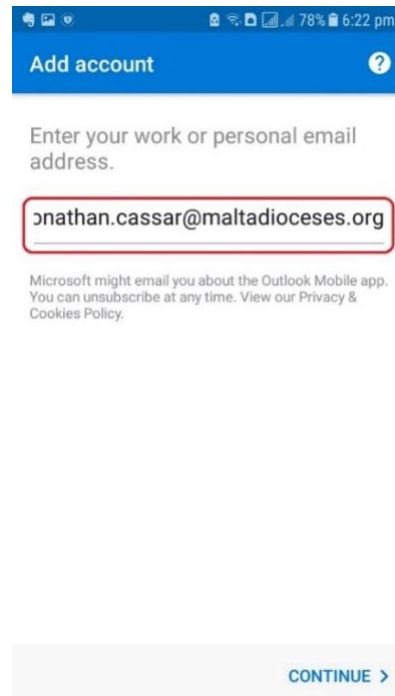 78% 6:22 pm
Add account
?
Enter your work or personal email
address.
onathan.cassar@maltadioceses.org
Microsoft might email you about the Outlook Mobile app.
You can unsubscribe at any time. View our Privacy &
Cookies Policy.
CONTINUE >